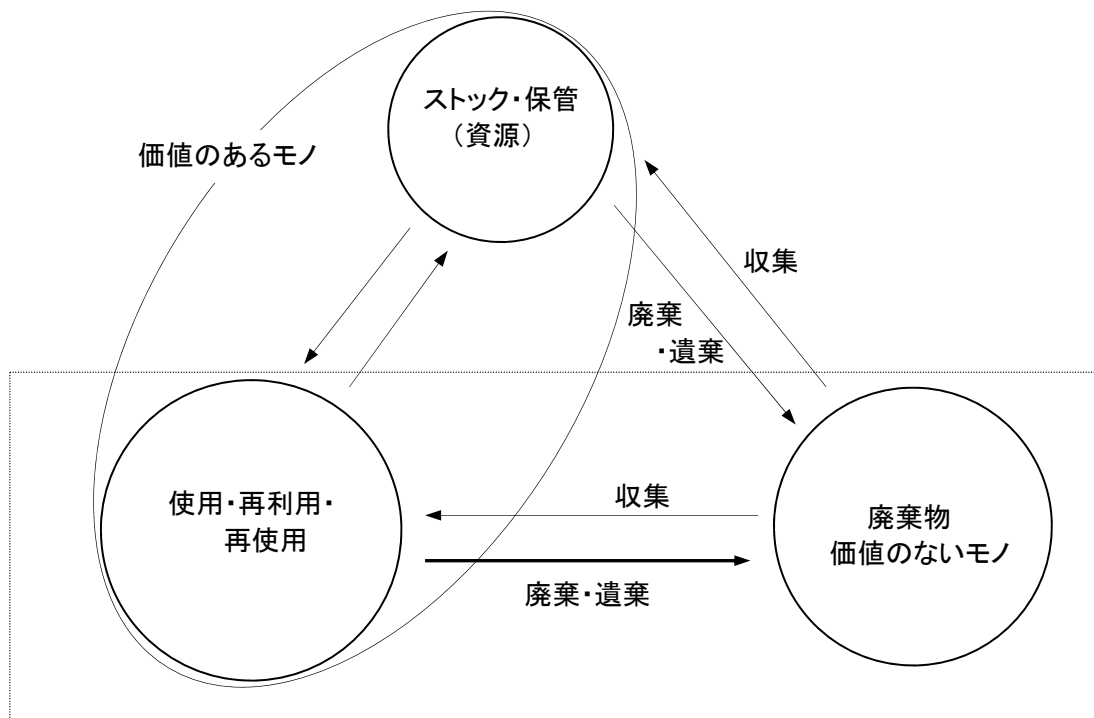 ストック・保管
（資源）
価値のあるモノ
収集
廃棄
・遺棄
使用・再利用・
再使用
収集
廃棄・遺棄
廃棄物
価値のないモノ